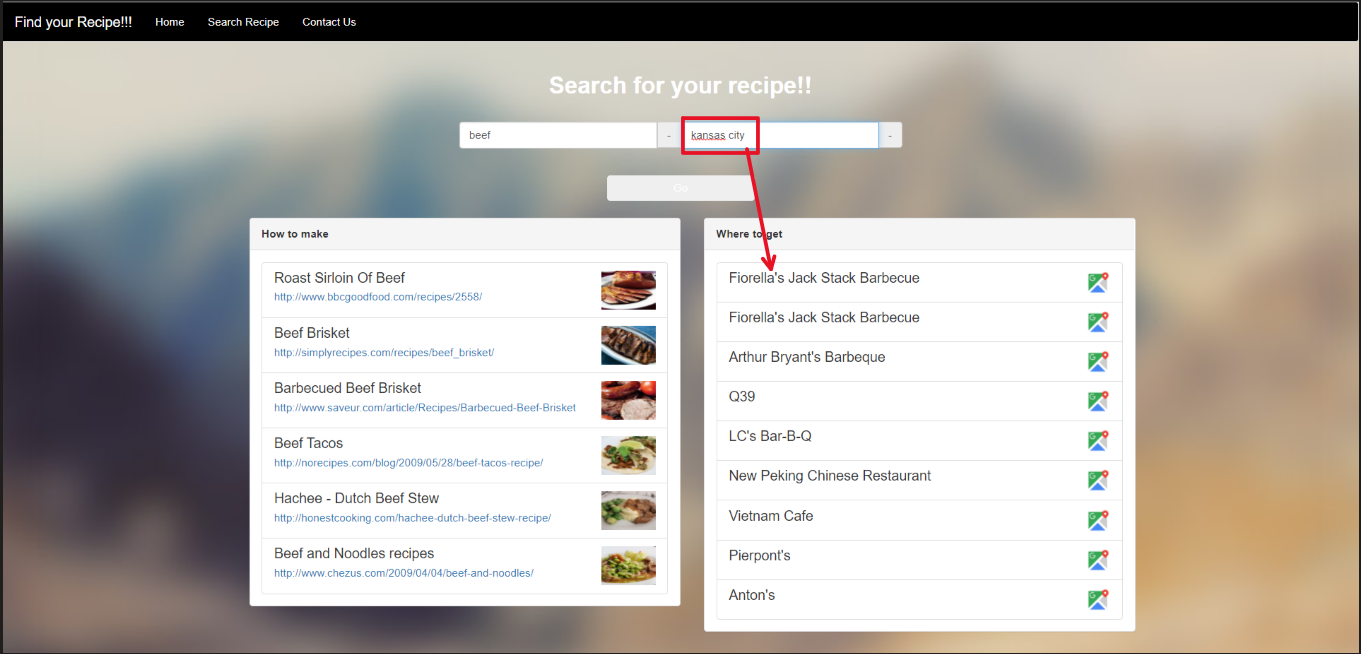 Find your Recipe!!! Home Search Recipe Contact Us
Search for your recipe!!
beef - kansas city -
Go
How to make
Roast Sirloin Of Beef
http://www.bbcgoodfood.com/recipes/2558/
Beef Brisket
http://simplyrecipes.com/recipes/beef_brisket/
Barbecued Beef Brisket
http://www.saveur.com/article/Recipes/Barbecued-Beef-Brisket
Beef Tacos
http://norecipes.com/blog/2009/05/28/beef-tacos-recipe/
Hachee - Dutch Beef Stew
http://honestcooking.com/hachee-dutch-beef-stew-recipe/
Beef and Noodles recipes
http://www.chezus.com/2009/04/04/beef-and-noodles/
Where to get
Fiorella's Jack Stack Barbecue
Fiorella's Jack Stack Barbecue
Arthur Bryant's Barbeque
Q39
LC's Bar-B-Q
New Peking Chinese Restaurant
Vietnam Cafe
Pierpont's
Anton's